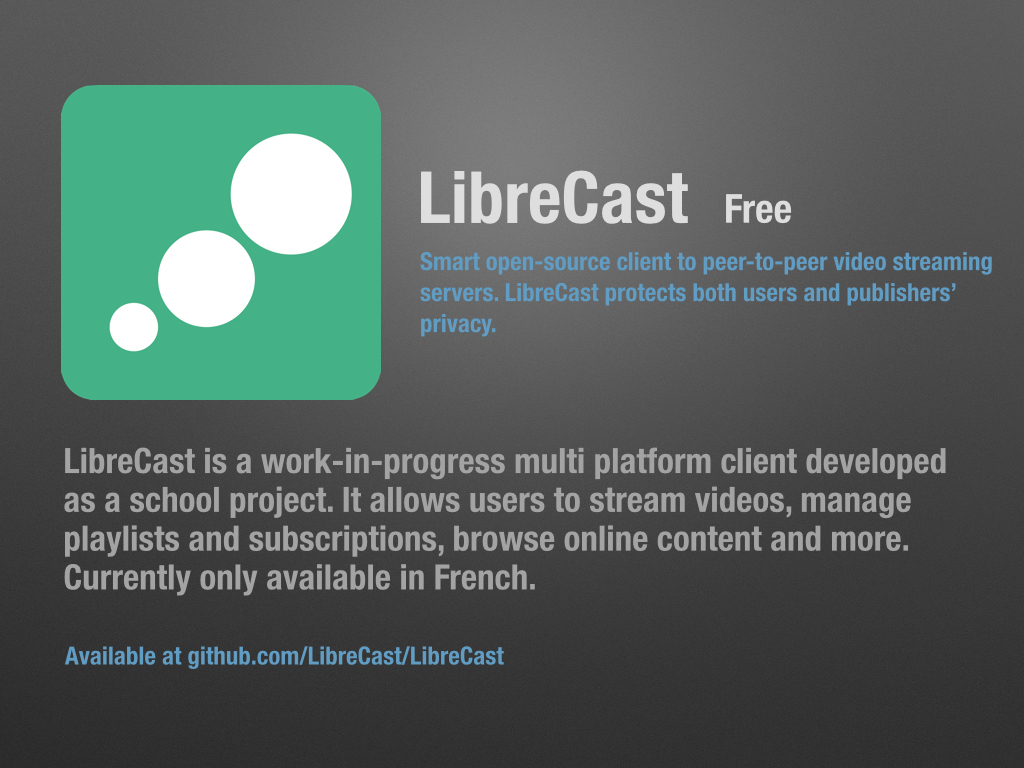 LibreCast Free
Smart open-source client to peer-to-peer video streaming
servers. LibreCast protects both users and publishers’
privacy.
LibreCast is a work-in-progress multi platform client developed
as a school project. It allows users to stream videos, manage
playlists and subscriptions, browse online content and more.
Currently only available in French.
Available at github.com/LibreCast/LibreCast